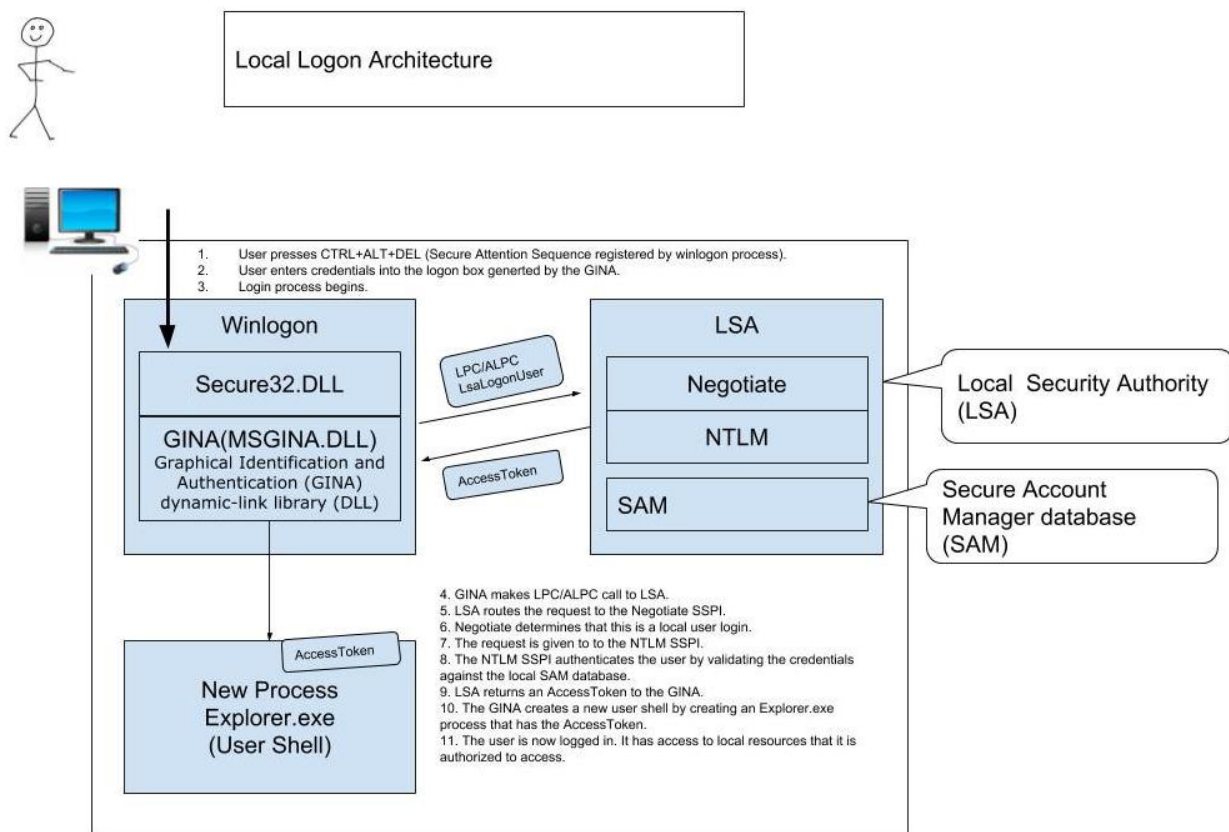 Local Logon Architecture
1. User presses CTRL+ALT+DEL (Secure Attention Sequence registered by winlogon process).
2. User enters credentials into the logon box generted by the GINA.
3. Login process begins.
Winlogon
Secure32.DLL
GINA(MSGINA.DLL)
Graphical Identification and
Authentication (GINA)
dynamic-link library (DLL)
LPC/ALPC
LsaLogonUser
AccessToken
LSA
Negotiate
NTLM
SAM
Local Security Authority
(LSA)
Secure Account
Manager database
(SAM)
4. GINA makes LPC/ALPC call to LSA.
5. LSA routes the request to the Negotiate SSPI.
6. Negotiate determines that this is a local user login.
7. The request is given to to the NTLM SSPI.
8. The NTLM SSPI authenticates the user by validating the credentials
against the local SAM database.
9. LSA returns an AccessToken to the GINA.
10. The GINA creates a new user shell by creating an Explorer.exe
process that has the AccessToken.
11. The user is now logged in. It has access to local resources that it is
authorized to access.
AccessToken
New Process
Explorer.exe
(User Shell)